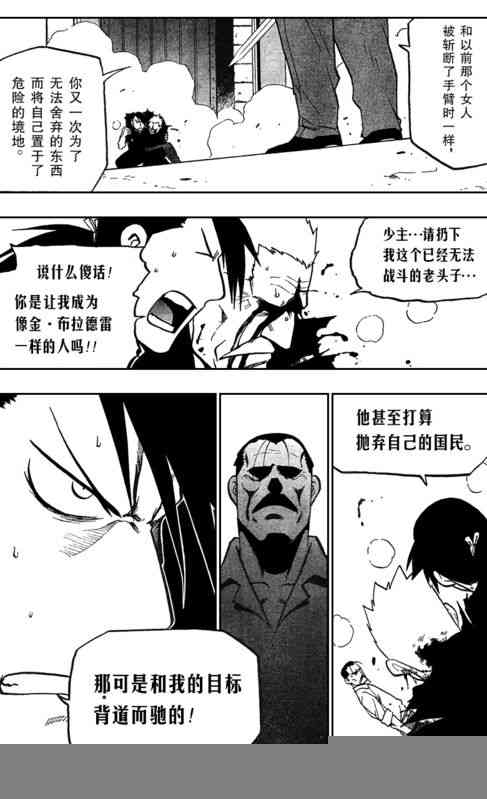 和以前那个女人
被斩断了手臂时一样，
你又一次为了
无法舍弃的东西
而将自己置于了
危险的境地。
少主…请扔下
我这个已经无法
战斗的老头子…
说什么傻话！
你是让我成为
像金·布拉德雷
一样的人吗！！
他甚至打算
抛弃自己的国民。
那可是和我的目标
背道而驰的！